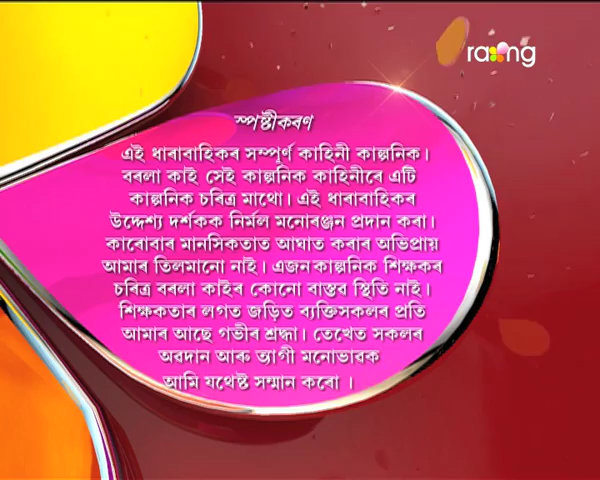 rang
স্পষ্টীকৰণ
এই ধাৰাবাহিকৰ সম্পূৰ্ণ কাহিনী কাল্পনিক।
বৰলা কাই সেই কাল্পনিক কাহিনীৰে এটি
কাল্পনিক চৰিত্ৰ মাথো। এই ধাৰাবাহিকৰ
উদ্দেশ্য দৰ্শকক নিৰ্মল মনোৰঞ্জন প্ৰদান কৰা।
কাৰোবাৰ মানসিকতাত আঘাত কৰাৰ অভিপ্ৰায়
আমাৰ তিলমানো নাই। এজন কাল্পনিক শিক্ষকৰ
চৰিত্ৰ বৰলা কাইৰ কোনো বাস্তৱ স্থিতি নাই।
শিক্ষকতাৰ লগত জড়িত ব্যক্তিসকলৰ প্ৰতি
আমাৰ আছে গভীৰ শ্ৰদ্ধা। তেখেত সকলৰ
অৱদান আৰু ত্যাগী মনোভাৱক
আমি যথেষ্ট সন্মান কৰো ।